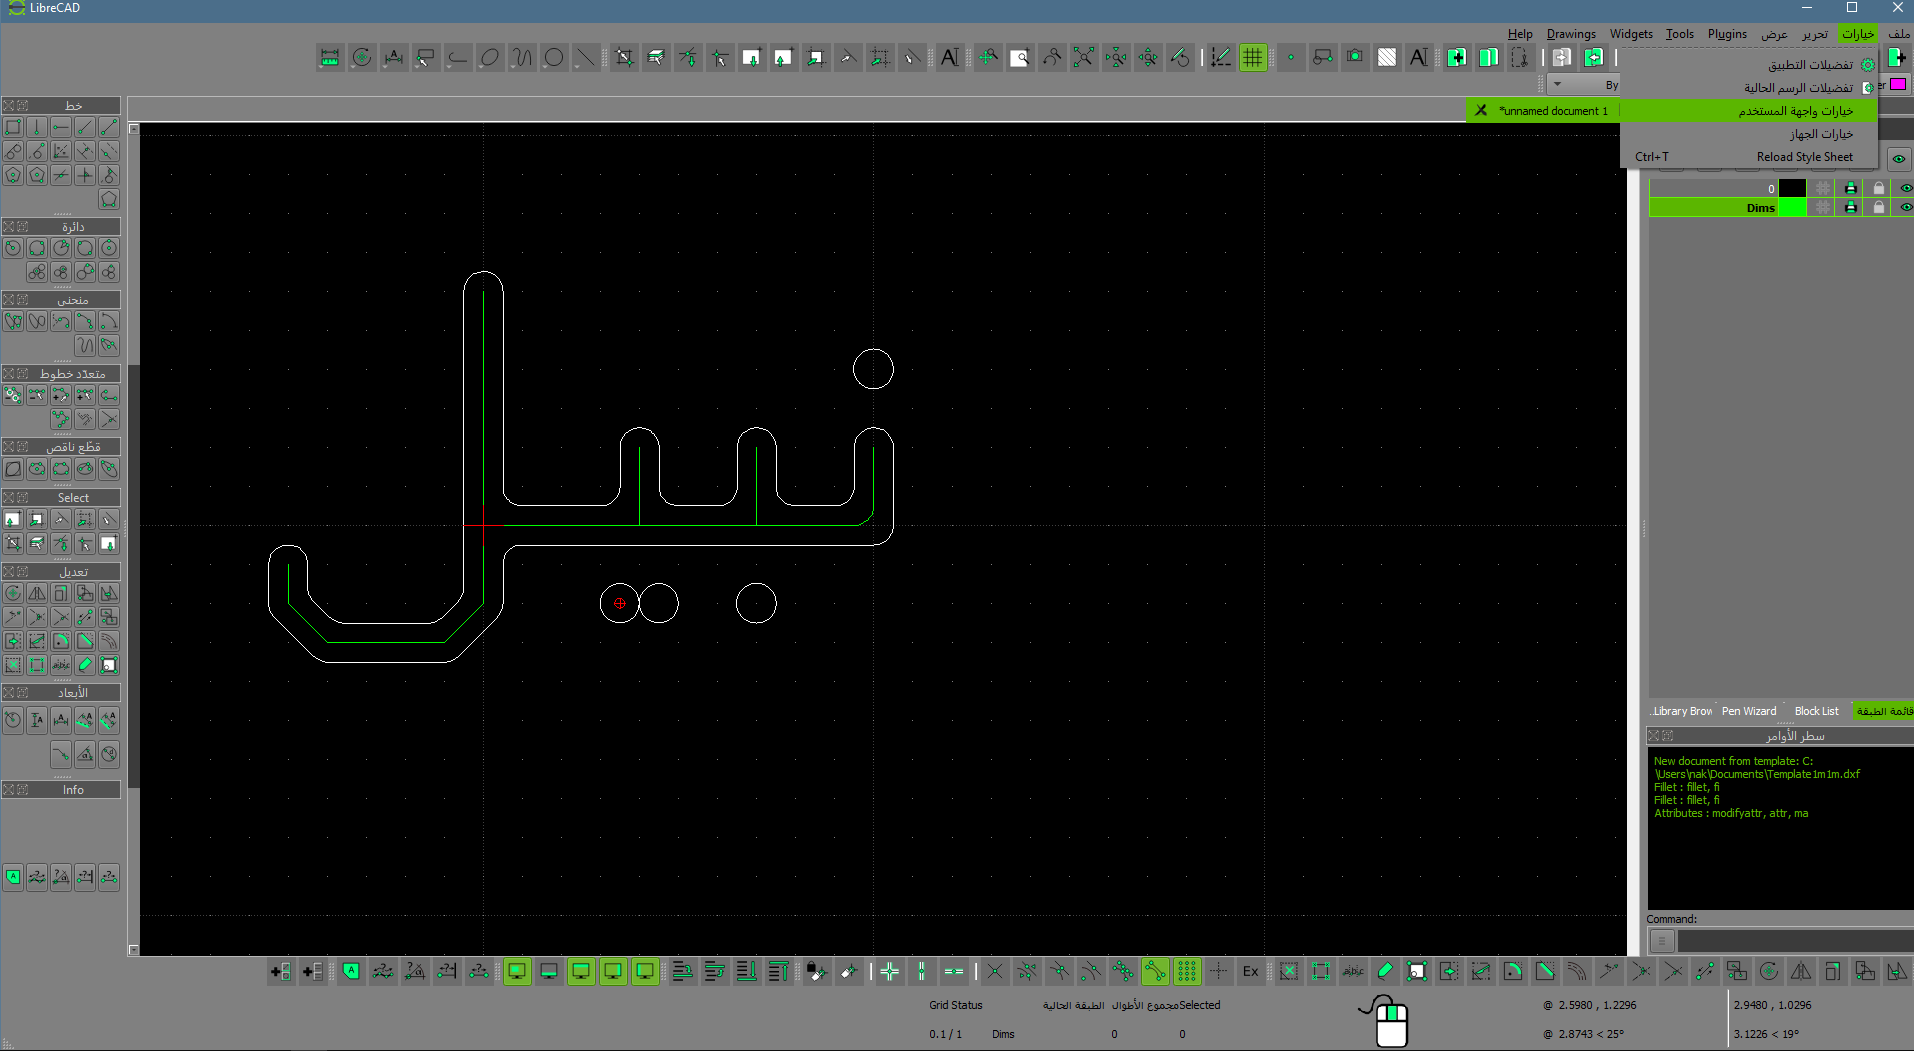 LibreCAD
ملف
خيارات
عرض
تحرير
Plugins
Tools
Widgets
Drawings
Help
تفضيلات التطبيق
تفضيلات الرسم الحالية
خيارات واجهة المستخدم
خيارات الجهاز
Reload Style Sheet Ctrl+T
By
er
*unnamed document 1
0
Dims
خط
دائرة
منحنى
متعدّد خطوط
قطْع ناقص
Select
تعديل
الأبعاد
Info
..Library Brow
Pen Wizard
Block List
قائمة الطبقة
سطر الأوامر
New document from template: C:
\Users\nak\Documents\Template1m1m.dxf
Fillet : fillet, fi
Fillet : fillet, fi
Attributes : modifyattr, attr, ma
Command:
Ex
Grid Status
الطبقة الحالية
مجموع الأطوال
Selected
@ 2.5980 , 1.2296
2.9480 , 1.0296
0.1 / 1
Dims
0
0
@ 2.8743 < 25°
3.1226 < 19°